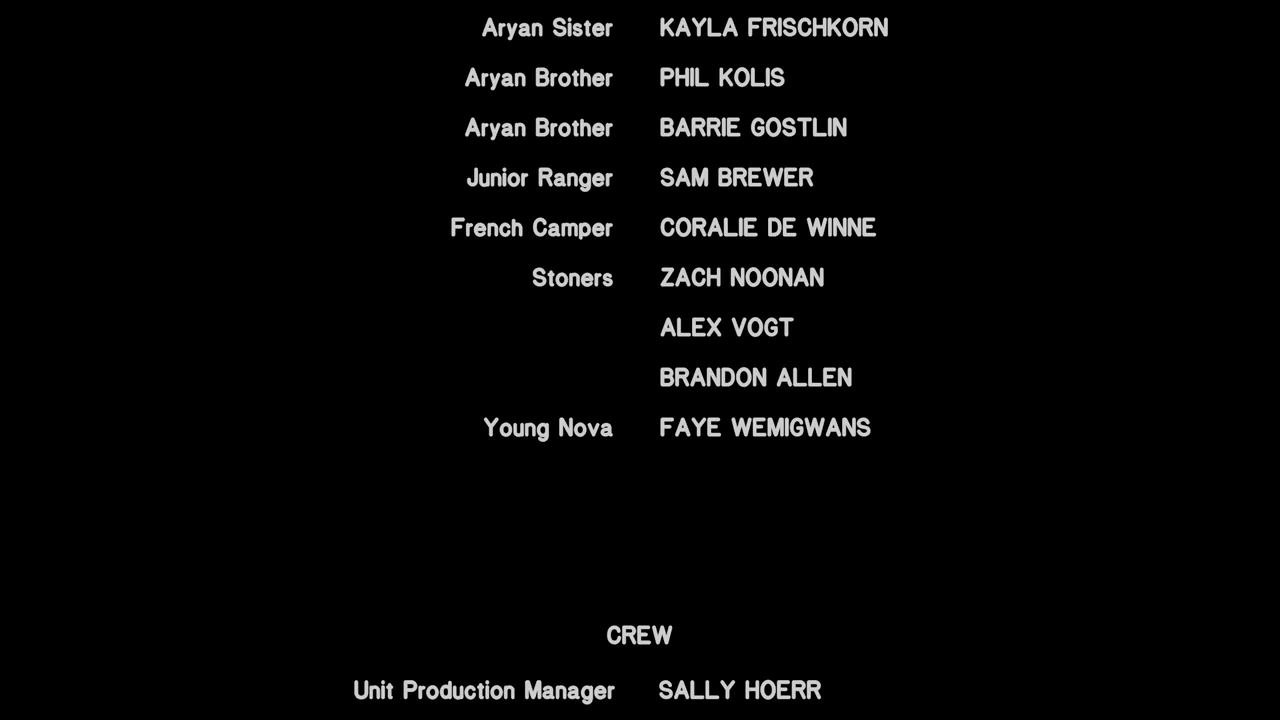 Aryan Sister KAYLA FRISCHKORN
Aryan Brother PHIL KOLIS
Aryan Brother BARRIE GOSTLIN
Junior Ranger SAM BREWER
French Camper CORALIE DE WINNE
Stoners ZACH NOONAN
ALEX VOGT
BRANDON ALLEN
Young Nova FAYE WEMIGWANS
CREW
Unit Production Manager SALLY HOERR